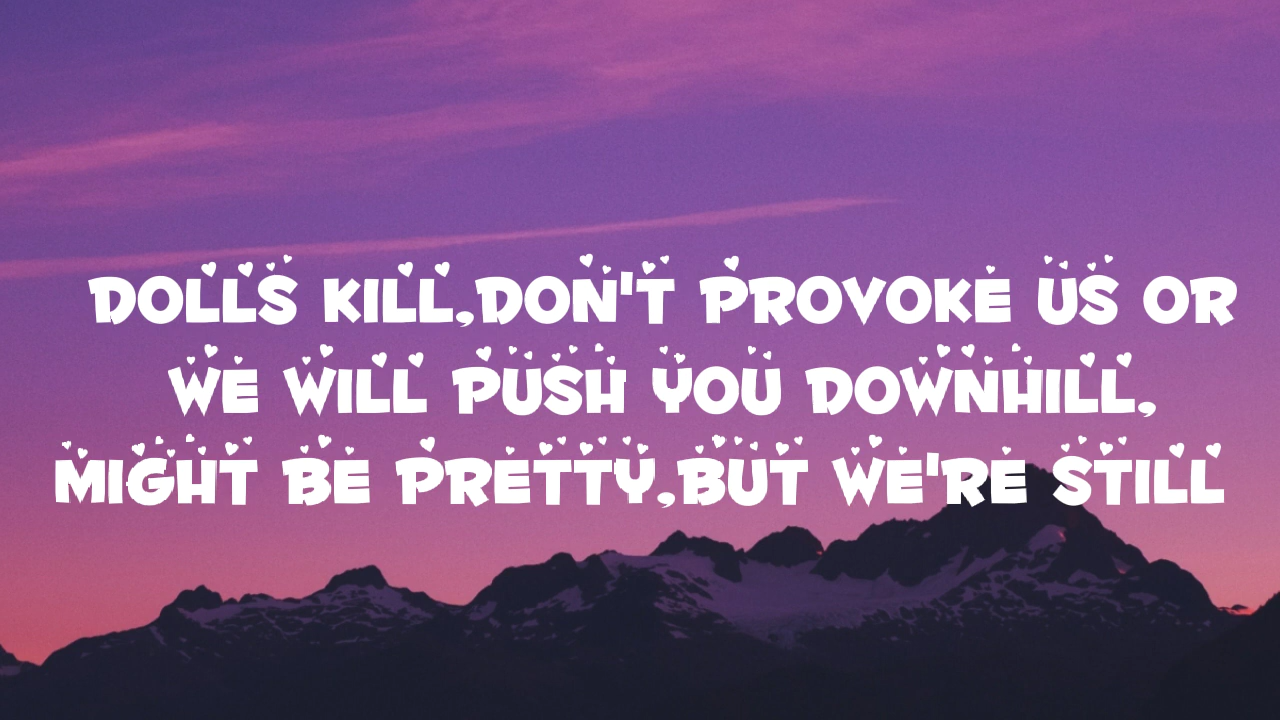 DOLLS KILL,DON'T PROVOKE US OR
WE WILL PUSH YOU DOWNHILL,
MIGHT BE PRETTY,BUT WE'RE STILL